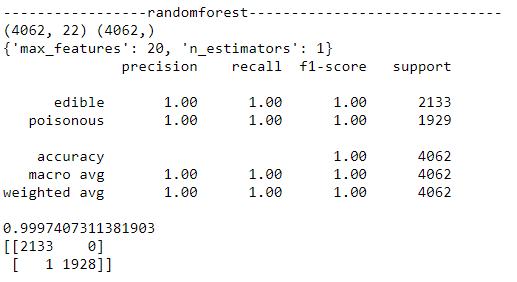 -----------------randomforest------------------------------
(4062, 22) (4062,)
{'max_features': 20, 'n_estimators': 1}
precision recall f1-score support
edible 1.00 1.00 1.00 2133
poisonous 1.00 1.00 1.00 1929
accuracy 1.00 4062
macro avg 1.00 1.00 1.00 4062
weighted avg 1.00 1.00 1.00 4062
0.9997407311381903
[[2133 0]
[ 1 1928]]